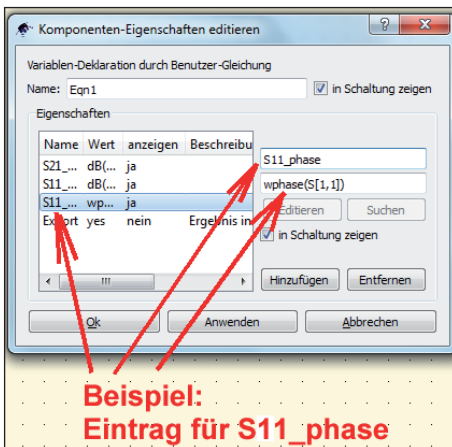 Komponenten-Eigenschaften editieren
Variablen-Deklaration durch Benutzer-Gleichung
Name: Eqn1 in Schaltung zeigen
Eigenschaften
Name Wert anzeigen Beschreibu
S21_... dB(... ja
S11_... dB(... ja
S11_... wp... ja
Export yes nein Ergebnis in
S11_phase
wphase(S[1,1])
Editieren Suchen
in Schaltung zeigen
Hinzufügen Entfernen
Ok Anwenden Abbrechen
Beispiel:
Eintrag für S11_phase